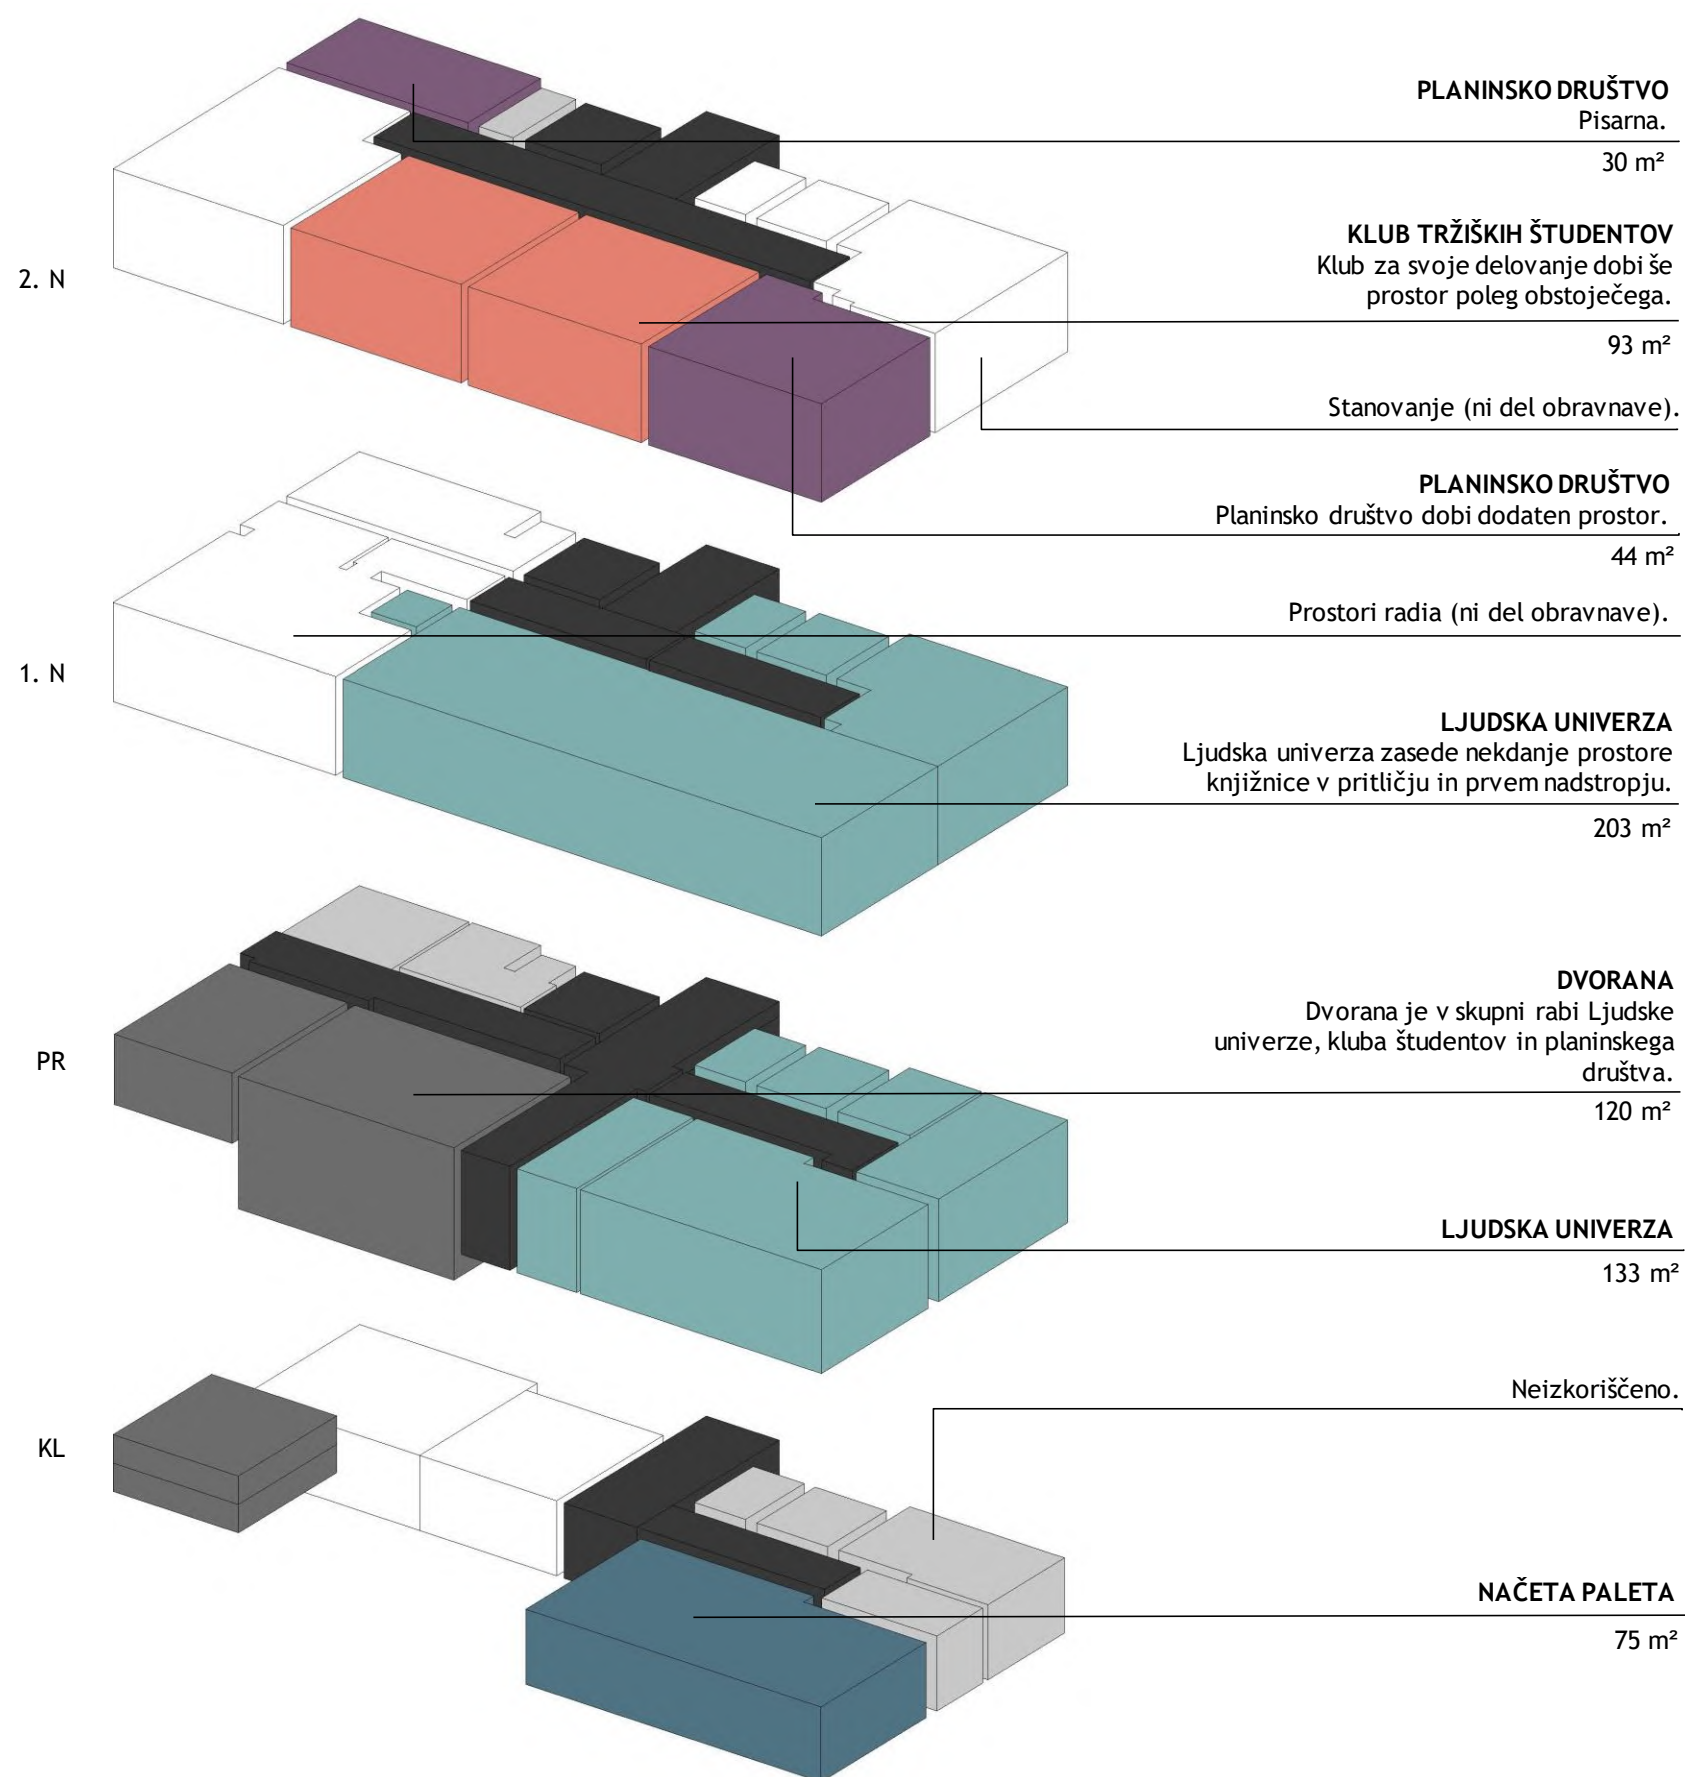 PLANINSKO DRUŠTVO
Pisarna.
30 m²
KLUB TRŽIŠKIH ŠTUDENTOV
Klub za svoje delovanje dobi še
prostor poleg obstoječega.
2. N
93 m²
Stanovanje (ni del obravnave).
PLANINSKO DRUŠTVO
Planinsko društvo dobi dodaten prostor.
44 m²
Prostori radia (ni del obravnave).
1. N
LJUDSKA UNIVERZA
Ljudska univerza zasede nekdanje prostore
knjižnice v pritličju in prvem nadstropju.
203 m²
DVORANA
Dvorana je v skupni rabi Ljudske
univerze, kluba študentov in planinskega
društva.
PR
120 m²
LJUDSKA UNIVERZA
133 m²
Neizkoriščeno.
KL
NAČETA PALETA
75 m²